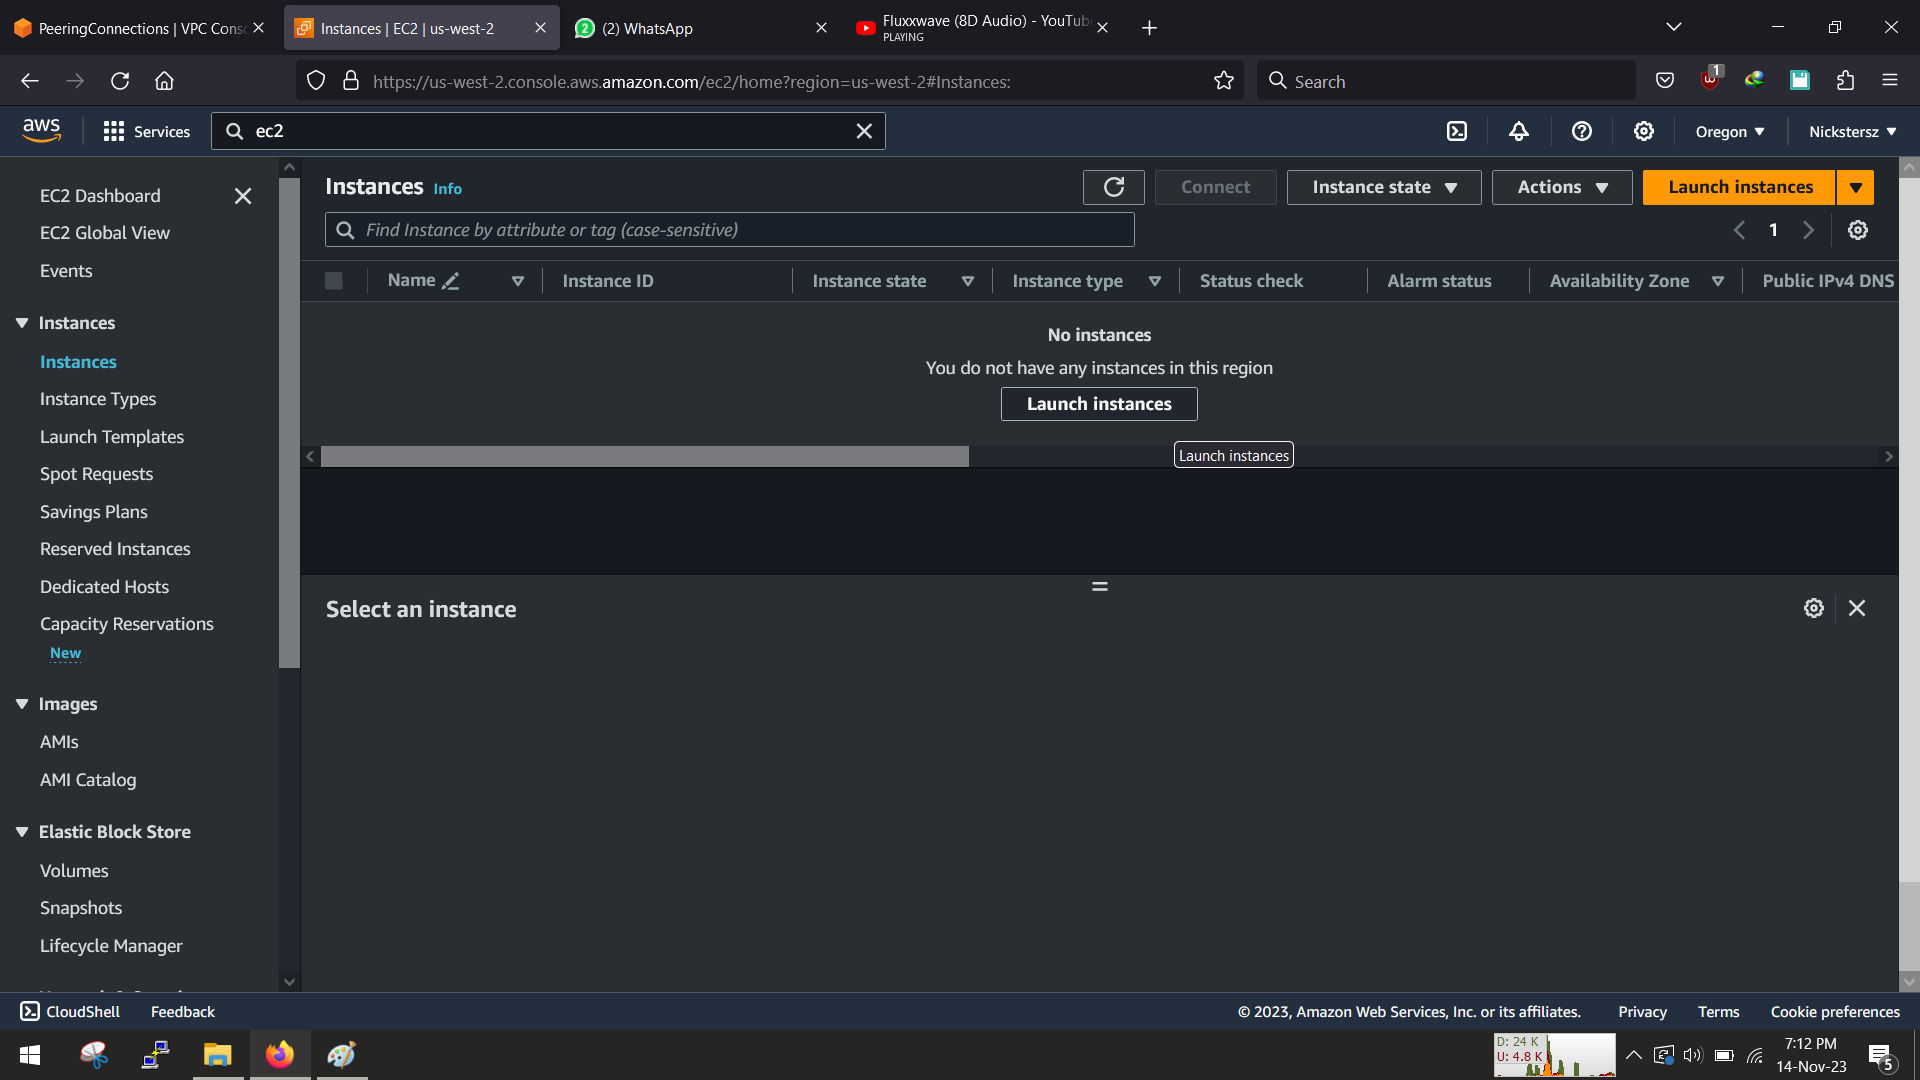 PeeringConnections | VPC Conso
Instances | EC2 | us-west-2
2
(2) WhatsApp
Fluxxwave (8D Audio) - YouTub
PLAYING
https://us-west-2.console.aws.amazon.com/ec2/home?region=us-west-2#Instances:
Search
1
aws
Services
ec2
Oregon
Nickstersz
EC2 Dashboard
EC2 Global View
Events
Instances
Instances
Instance Types
Launch Templates
Spot Requests
Savings Plans
Reserved Instances
Dedicated Hosts
Capacity Reservations
New
Images
AMIs
AMI Catalog
Elastic Block Store
Volumes
Snapshots
Lifecycle Manager
Instances Info
Connect
Instance state
Actions
Launch instances
Find Instance by attribute or tag (case-sensitive)
1
Name
Instance ID
Instance state
Instance type
Status check
Alarm status
Availability Zone
Public IPv4 DNS
No instances
You do not have any instances in this region
Launch instances
Launch instances
Select an instance
CloudShell
Feedback
© 2023, Amazon Web Services, Inc. or its affiliates.
Privacy
Terms
Cookie preferences
D: 24 K
U: 4.8 K
7:12 PM
14-Nov-23
5